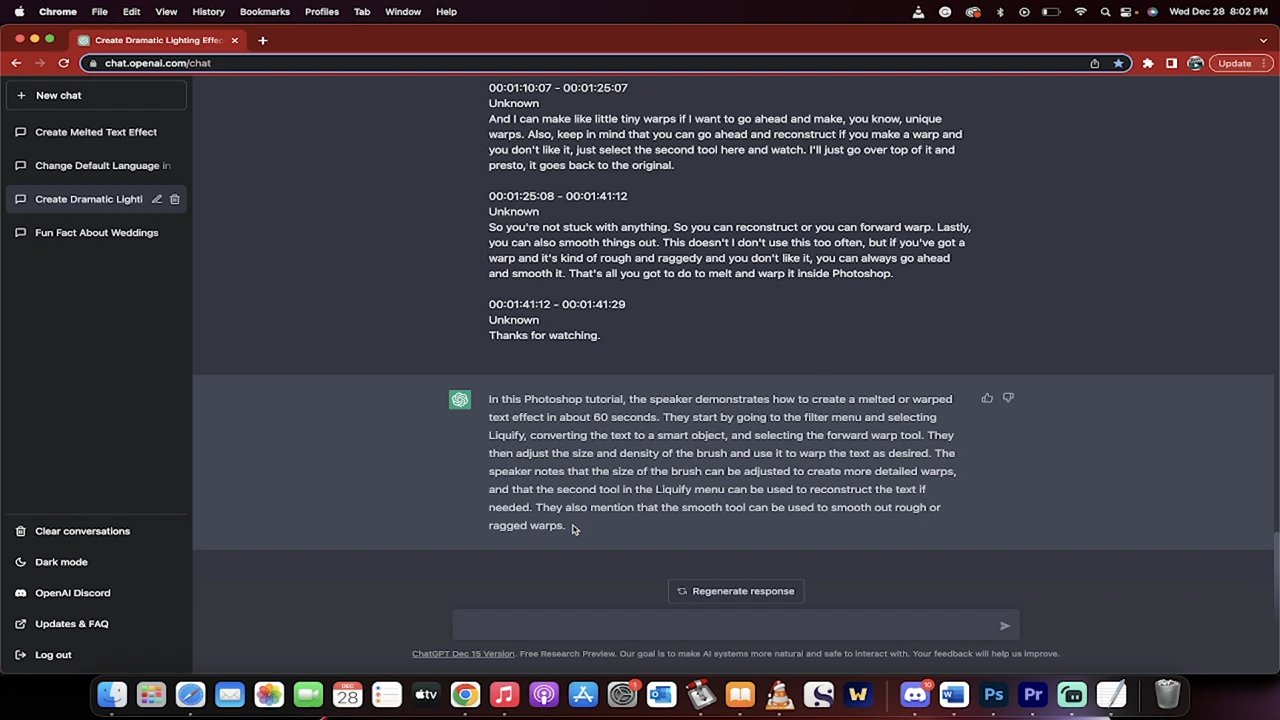 Chrome File Edit View History Bookmarks Profiles Tab Window Help Wed Dec 28 8:02 PM
Create Dramatic Lighting Effec
chat.openai.com/chat Update
New chat
Create Melted Text Effect
Change Default Language in
Create Dramatic Lighti
Fun Fact About Weddings
Clear conversations
Dark mode
OpenAI Discord
Updates & FAQ
Log out
00:01:10:07 - 00:01:25:07
Unknown
And I can make like little tiny warps if I want to go ahead and make, you know, unique
warps. Also, keep in mind that you can go ahead and reconstruct if you make a warp and
you don't like it, just select the second tool here and watch. I'll just go over top of it and
presto, it goes back to the original.
00:01:25:08 - 00:01:41:12
Unknown
So you're not stuck with anything. So you can reconstruct or you can forward warp. Lastly,
you can also smooth things out. This doesn't I don't use this too often, but if you've got a
warp and it's kind of rough and raggedy and you don't like it, you can always go ahead
and smooth it. That's all you got to do to melt and warp it inside Photoshop.
00:01:41:12 - 00:01:41:29
Unknown
Thanks for watching.
In this Photoshop tutorial, the speaker demonstrates how to create a melted or warped
text effect in about 60 seconds. They start by going to the filter menu and selecting
Liquify, converting the text to a smart object, and selecting the forward warp tool. They
then adjust the size and density of the brush and use it to warp the text as desired. The
speaker notes that the size of the brush can be adjusted to create more detailed warps,
and that the second tool in the Liquify menu can be used to reconstruct the text if
needed. They also mention that the smooth tool can be used to smooth out rough or
ragged warps.
Regenerate response
ChatGPT Dec 15 Version. Free Research Preview. Our goal is to make AI systems more natural and safe to interact with. Your feedback will help us improve.
DEC
28
tv
1
W
10
W
Ps
Pr